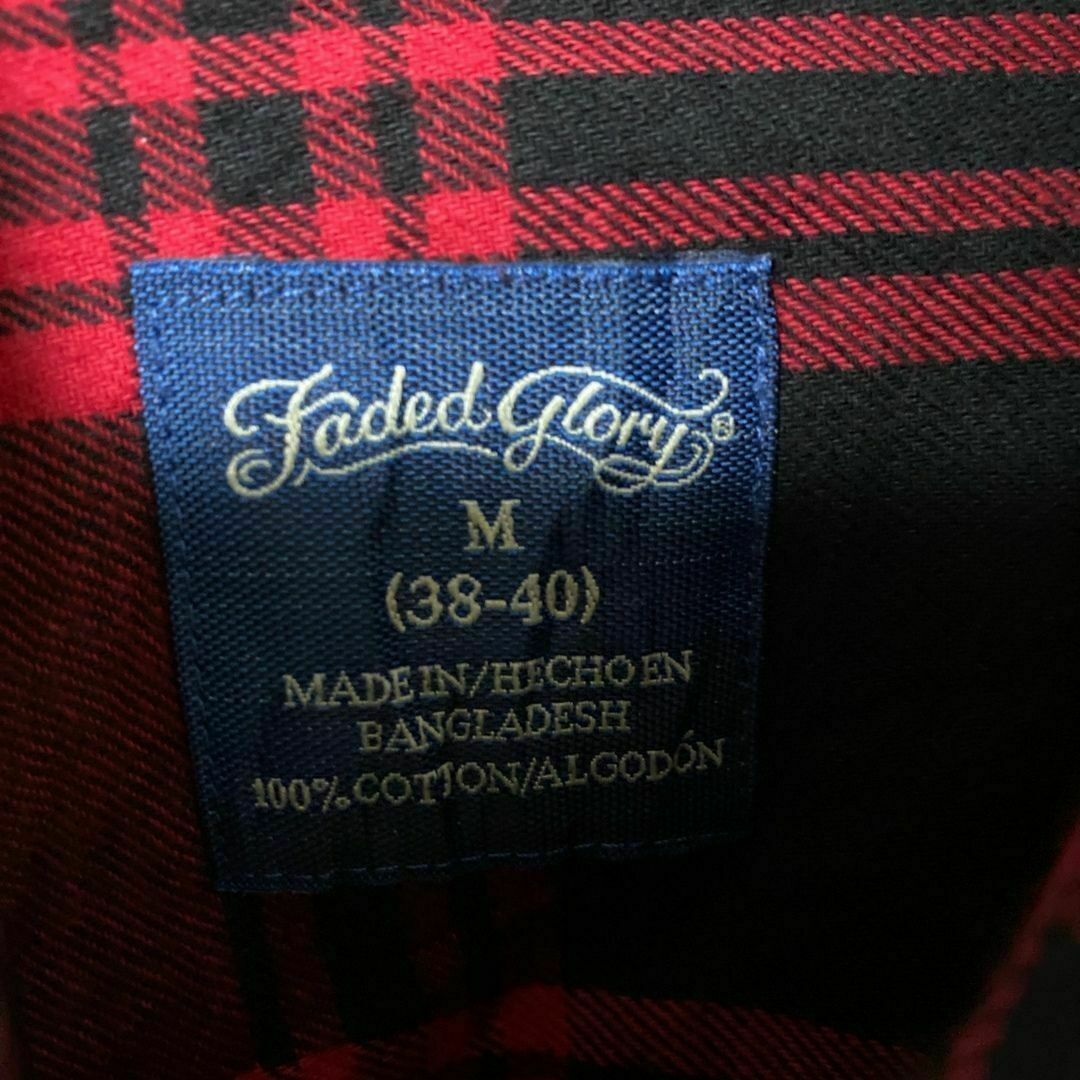 Faded Glory®
M
(38-40)
MADE IN/HECHO EN
BANGLADESH
100% COTTON/ALGODÓN